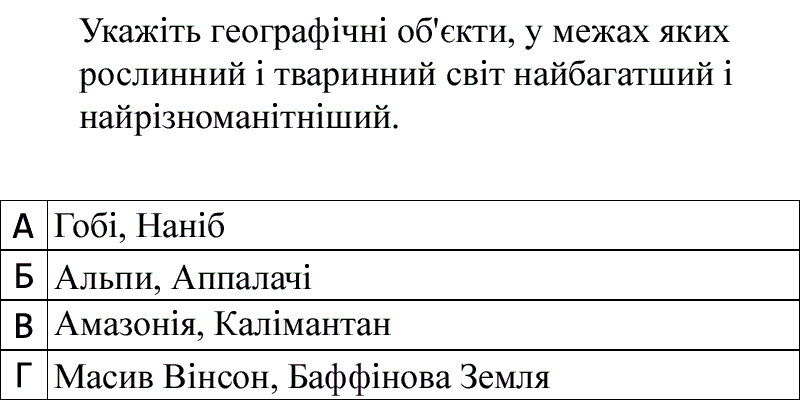 Укажіть географічні об'єкти, у межах яких
рослинний і тваринний світ найбагатший і
найрізноманітніший.
А Гобі, Наніб
Б Альпи, Аппалачі
В Амазонія, Калімантан
Г Масив Вінсон, Баффінова Земля